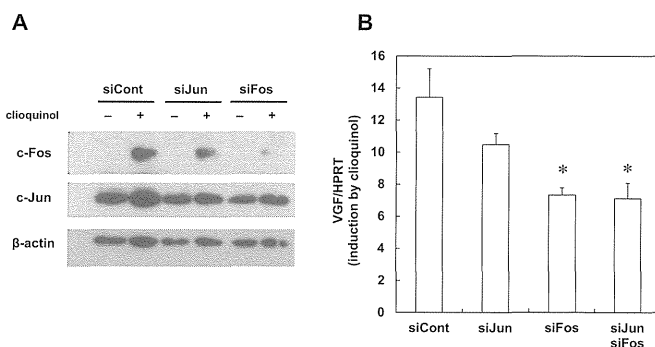 A
siCont siJun siFos
clioquinol − + − + − +
c-Fos
c-Jun
β-actin
B
VGF/HPRT
(induction by clioquinol)
16
14
12
10
8
6
4
2
0
* *
siCont siJun siFos siJun
siFos